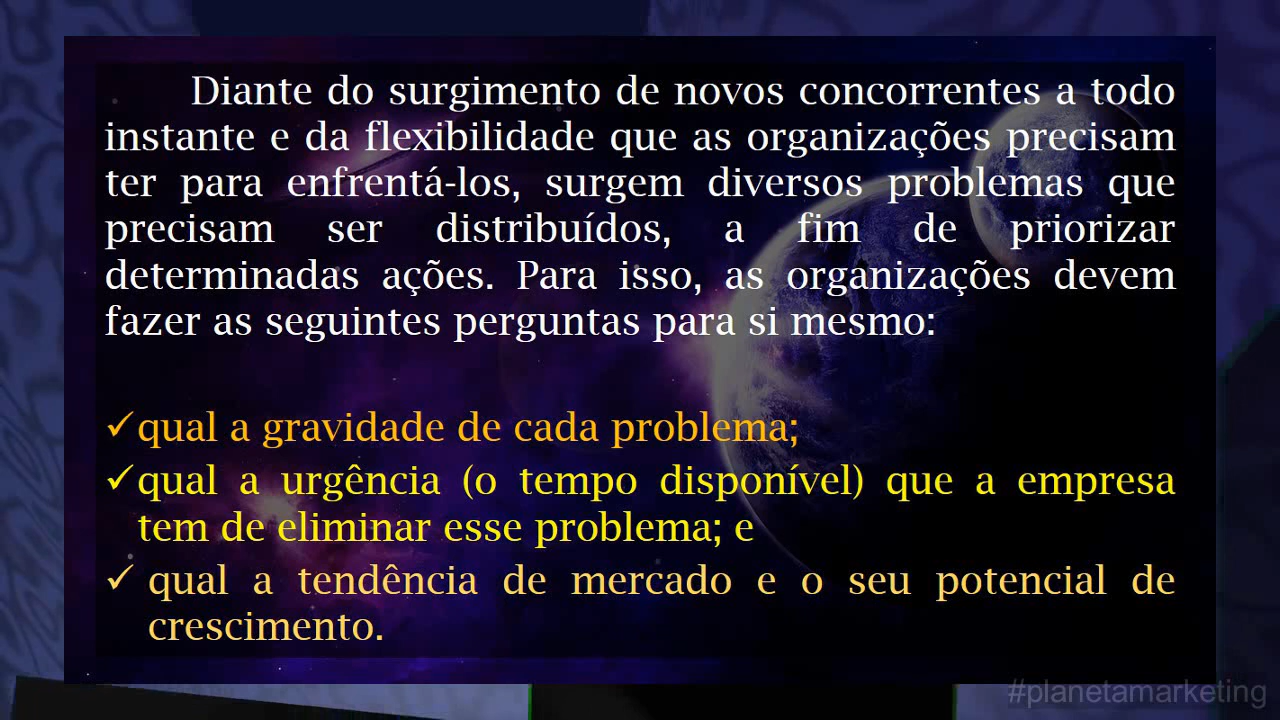 Diante do surgimento de novos concorrentes a todo
instante e da flexibilidade que as organizações precisam
ter para enfrentá-los, surgem diversos problemas que
precisam ser distribuídos, a fim de priorizar
determinadas ações. Para isso, as organizações devem
fazer as seguintes perguntas para si mesmo:
✓qual a gravidade de cada problema;
✓qual a urgência (o tempo disponível) que a empresa
tem de eliminar esse problema; e
✓ qual a tendência de mercado e o seu potencial de
crescimento.
#planetamarketing